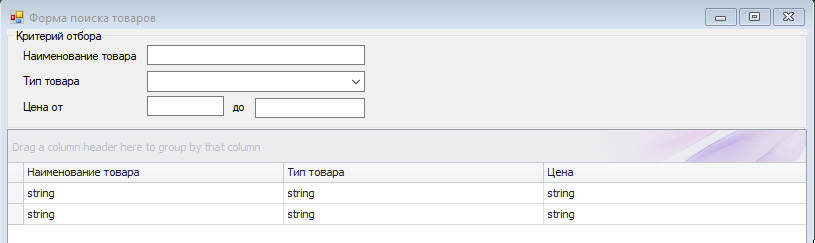 Форма поиска товаров
Критерий отбора
Наименование товара
Тип товара
Цена от до
Drag a column header here to group by that column
Наименование товара Тип товара Цена
string string string
string string string